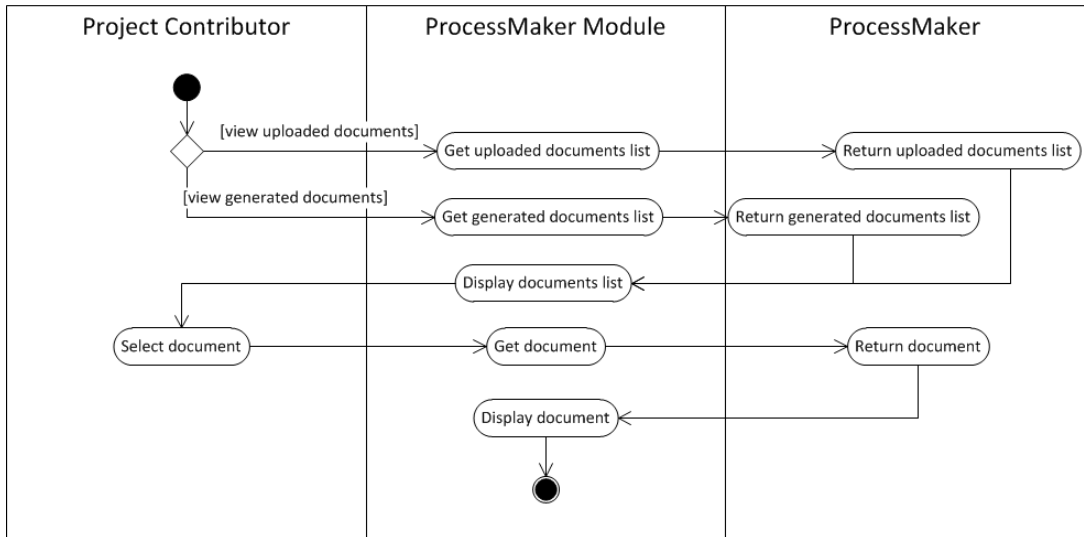 Project Contributor
ProcessMaker Module
ProcessMaker
[view uploaded documents]
Get uploaded documents list
Return uploaded documents list
[view generated documents]
Get generated documents list
Return generated documents list
Display documents list
Select document
Get document
Return document
Display document